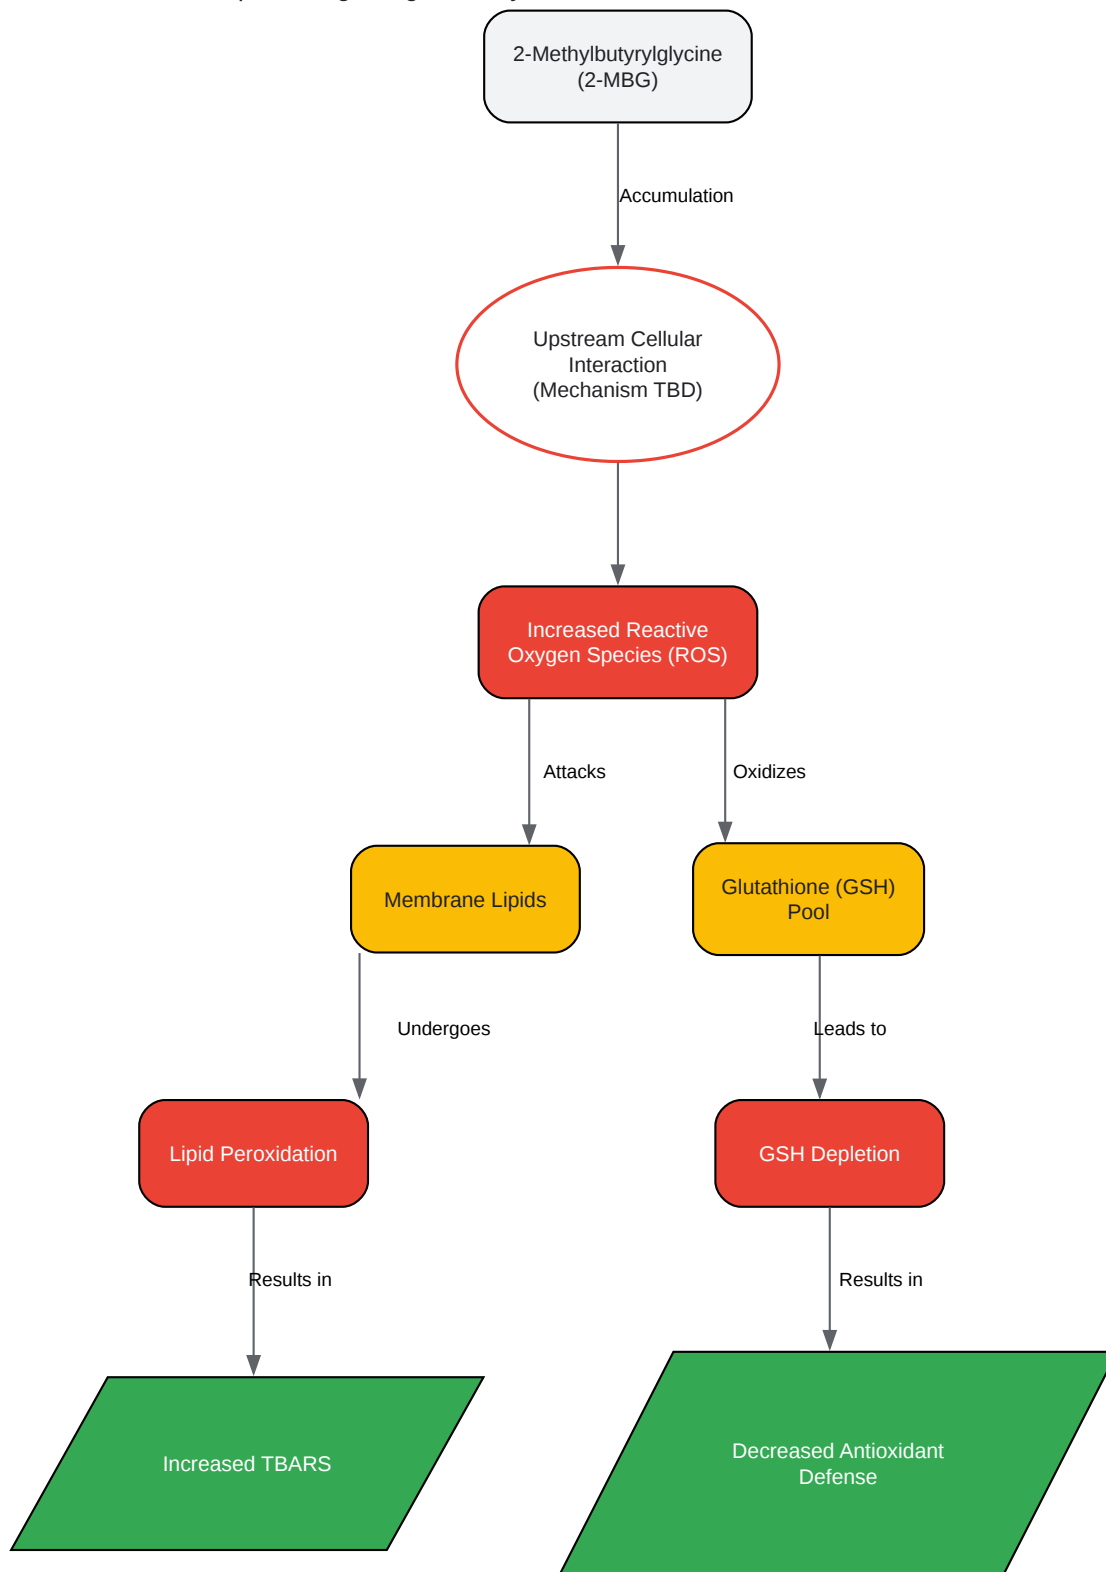 2-Methylbutyrylglycine
(2-MBG)
Accumulation
Upstream Cellular
Interaction
(Mechanism TBD)
Increased Reactive
Oxygen Species (ROS)
Attacks
Oxidizes
Membrane Lipids
Glutathione (GSH)
Pool
Undergoes
Leads to
Lipid Peroxidation
GSH Depletion
Results in
Results in
Increased TBARS
Decreased Antioxidant
Defense